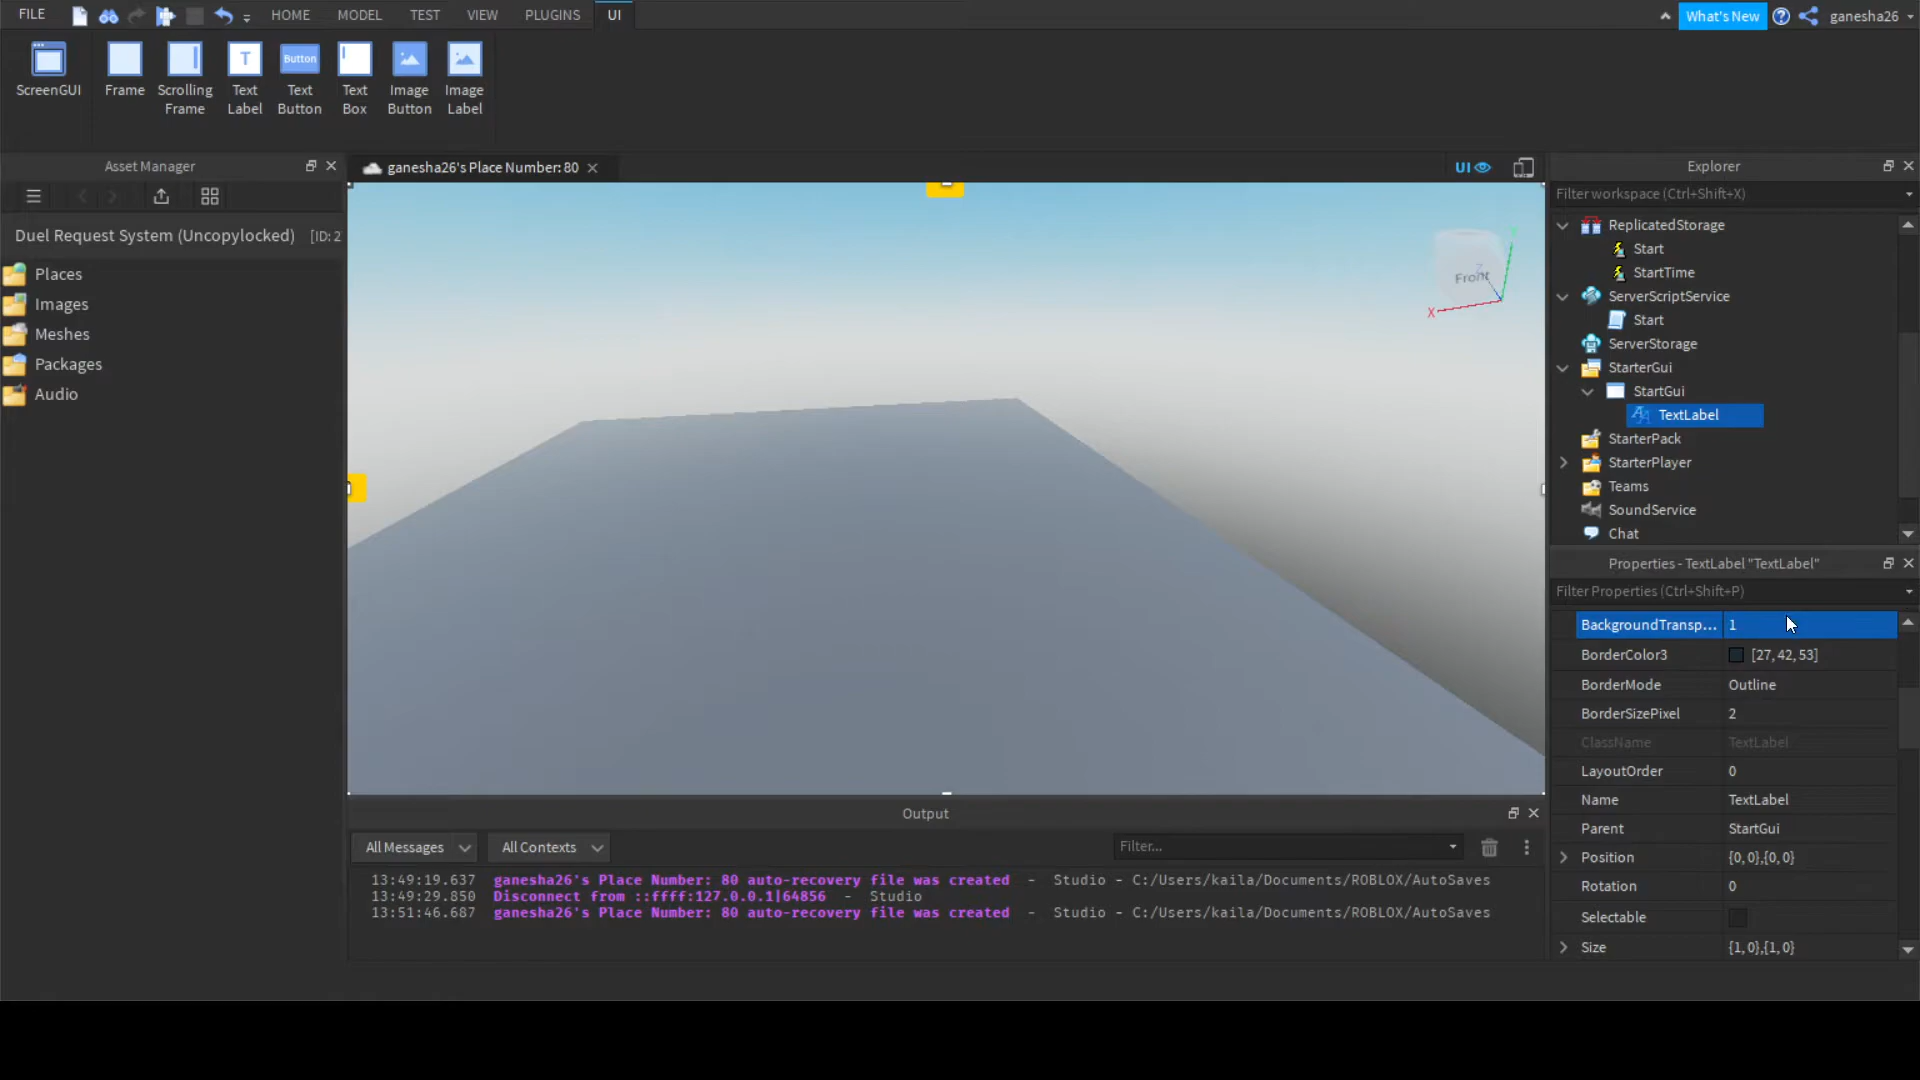 FILE
HOME
MODEL
TEST
VIEW
PLUGINS
UI
What's New
ganesha26
ScreenGUI
Frame
Scrolling
Frame
T
Text
Label
Button
Text
Button
Text
Box
Image
Button
Image
Label
Asset Manager
ganesha26's Place Number: 80
UI
Explorer
Filter workspace (Ctrl+Shift+X)
Duel Request System (Uncopylocked) [ID: 2
Places
Images
Meshes
Packages
Audio
Front
X
Z
ReplicatedStorage
Start
StartTime
ServerScriptService
Start
ServerStorage
StarterGui
StartGui
TextLabel
StarterPack
StarterPlayer
Teams
SoundService
Chat
Properties - TextLabel "TextLabel"
Filter Properties (Ctrl+Shift+P)
BackgroundTransp... 1
BorderColor3 [27, 42, 53]
BorderMode Outline
BorderSizePixel 2
ClassName TextLabel
LayoutOrder 0
Name TextLabel
Parent StartGui
Position {0, 0},{0, 0}
Rotation 0
Selectable
Size {1, 0},{1, 0}
Output
All Messages
All Contexts
Filter...
13:49:19.637 ganesha26's Place Number: 80 auto-recovery file was created - Studio - C:/Users/kaila/Documents/ROBLOX/AutoSaves
13:49:29.850 Disconnect from ::ffff:127.0.0.1|64856 - Studio
13:51:46.687 ganesha26's Place Number: 80 auto-recovery file was created - Studio - C:/Users/kaila/Documents/ROBLOX/AutoSaves